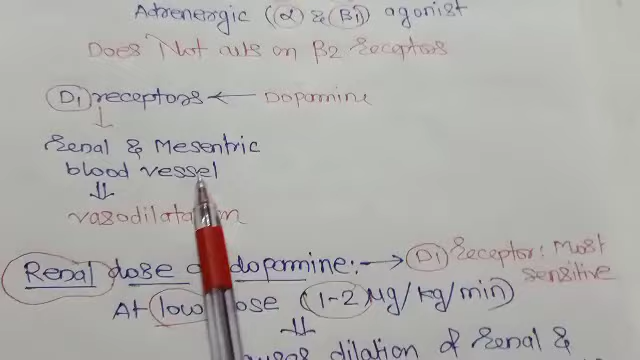 Adrenergic (α) & (β1) agonist
Does Not acts on β2 receptors
D1 receptors ← Dopamine
↓
Renal & Mesentric
blood vessel
⇓
vasodilatation
Renal dose of dopamine:→ D1 Receptor: Most
sensitive
At low dose (1-2 μg/kg/min)
⇓
dilation of renal &